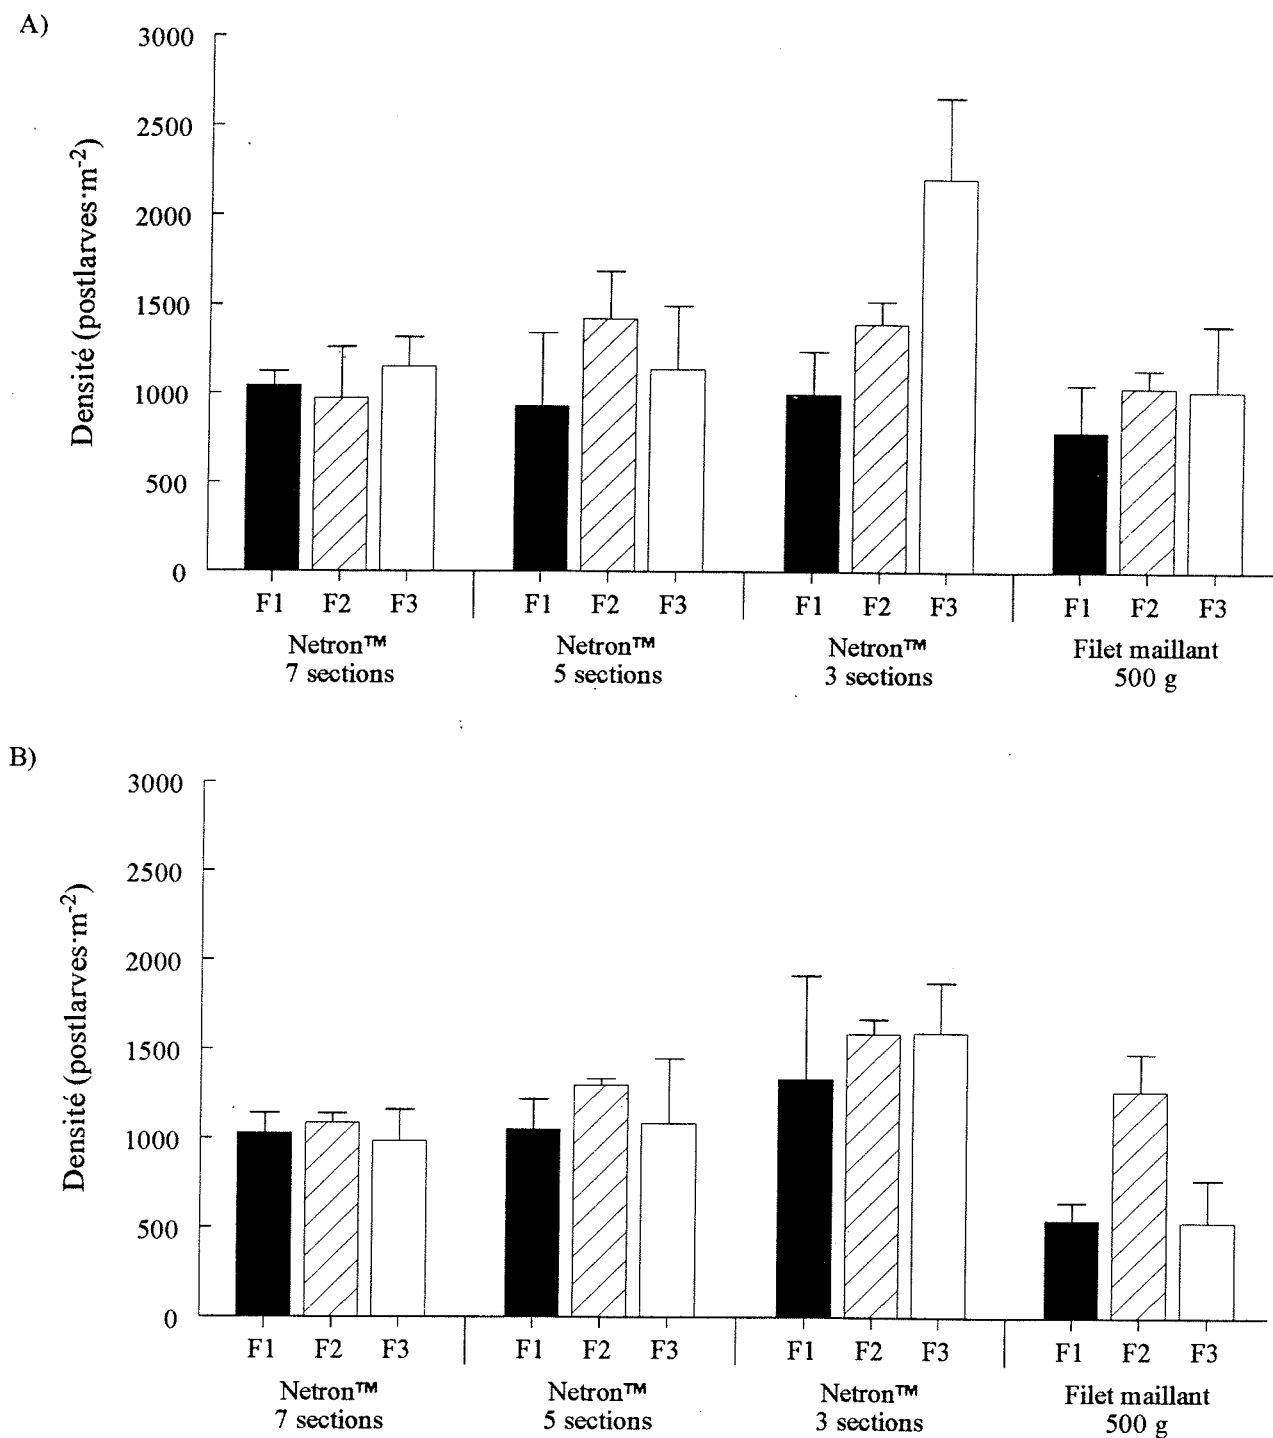 A)
3000
2500
2000
1500
1000
500
0
Densité (postlarves·m-2)
F1 F2 F3 F1 F2 F3 F1 F2 F3 F1 F2 F3
Netron™ Netron™ Netron™ Filet maillant
7 sections 5 sections 3 sections 500 g
B)
3000
2500
2000
1500
1000
500
0
Densité (postlarves·m-2)
F1 F2 F3 F1 F2 F3 F1 F2 F3 F1 F2 F3
Netron™ Netron™ Netron™ Filet maillant
7 sections 5 sections 3 sections 500 g